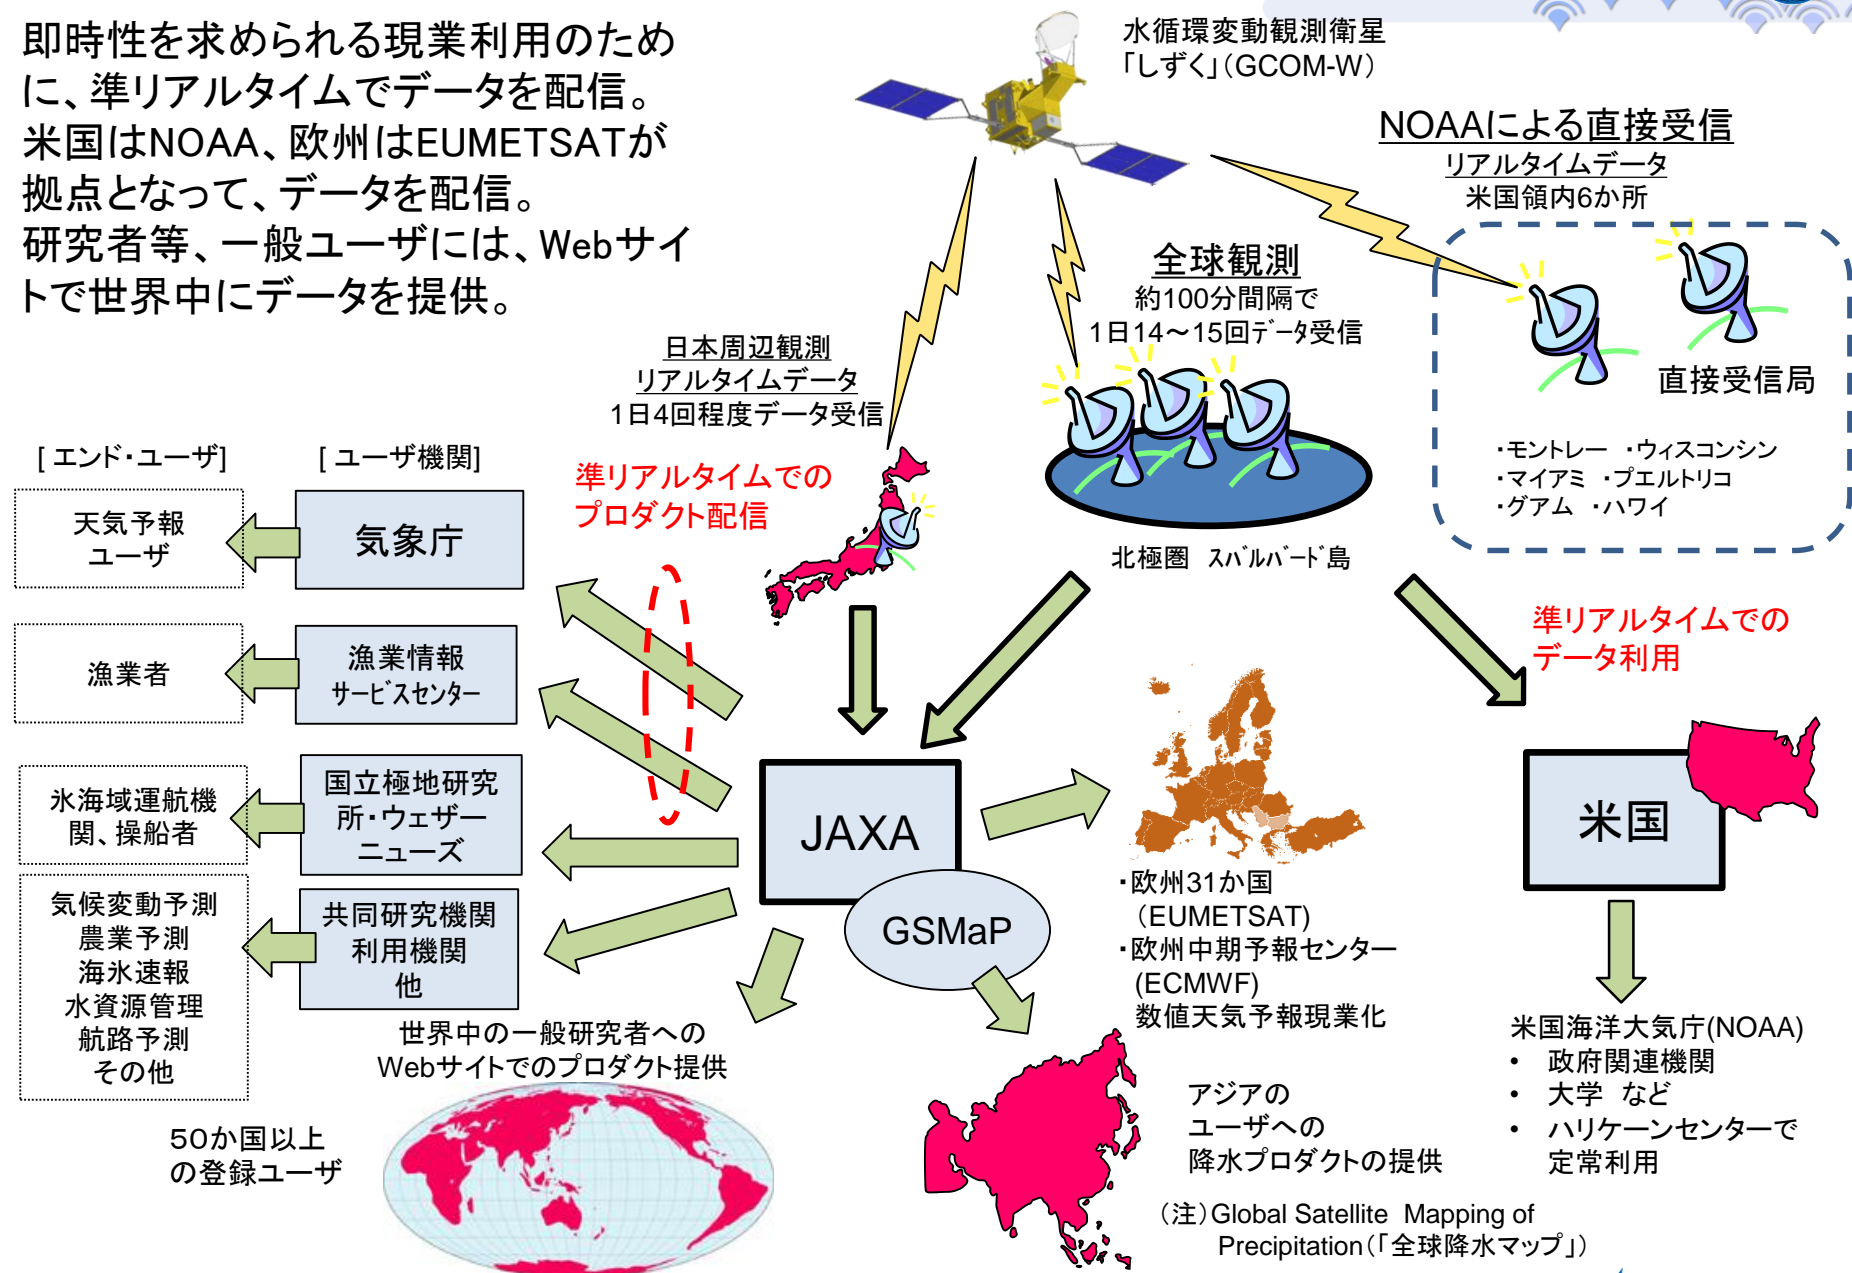 即時性を求められる現業利用のため
に、準リアルタイムでデータを配信。
米国はNOAA、欧州はEUMETSATが
拠点となって、データを配信。
研究者等、一般ユーザには、Webサイ
トで世界中にデータを提供。
水循環変動観測衛星
「しずく」（GCOM-W）
NOAAによる直接受信
リアルタイムデータ
米国領内6か所
直接受信局
・モントレー ・ウィスコンシン
・マイアミ ・プエルトリコ
・グアム ・ハワイ
全球観測
約100分間隔で
1日14～15回ﾃﾞｰﾀ受信
北極圏 ｽﾊﾞﾙﾊﾞｰﾄﾞ島
日本周辺観測
リアルタイムデータ
1日4回程度データ受信
準リアルタイムでの
プロダクト配信
[エンド・ユーザ]
[ユーザ機関]
天気予報
ユーザ
気象庁
漁業者
漁業情報
ｻｰﾋﾞｽｾﾝﾀｰ
氷海域運航機
関、操船者
国立極地研究
所・ウェザー
ニューズ
気候変動予測
農業予測
海氷速報
水資源管理
航路予測
その他
共同研究機関
利用機関
他
JAXA
GSMaP
準リアルタイムでの
データ利用
米国
・欧州31か国
（EUMETSAT)
・欧州中期予報センター
(ECMWF)
数値天気予報現業化
米国海洋大気庁(NOAA)
• 政府関連機関
• 大学 など
• ハリケーンセンターで
定常利用
世界中の一般研究者への
Webサイトでのプロダクト提供
５０か国以上
の登録ユーザ
アジアの
ユーザへの
降水プロダクトの提供
（注）Global Satellite Mapping of
Precipitation（「全球降水マップ」）